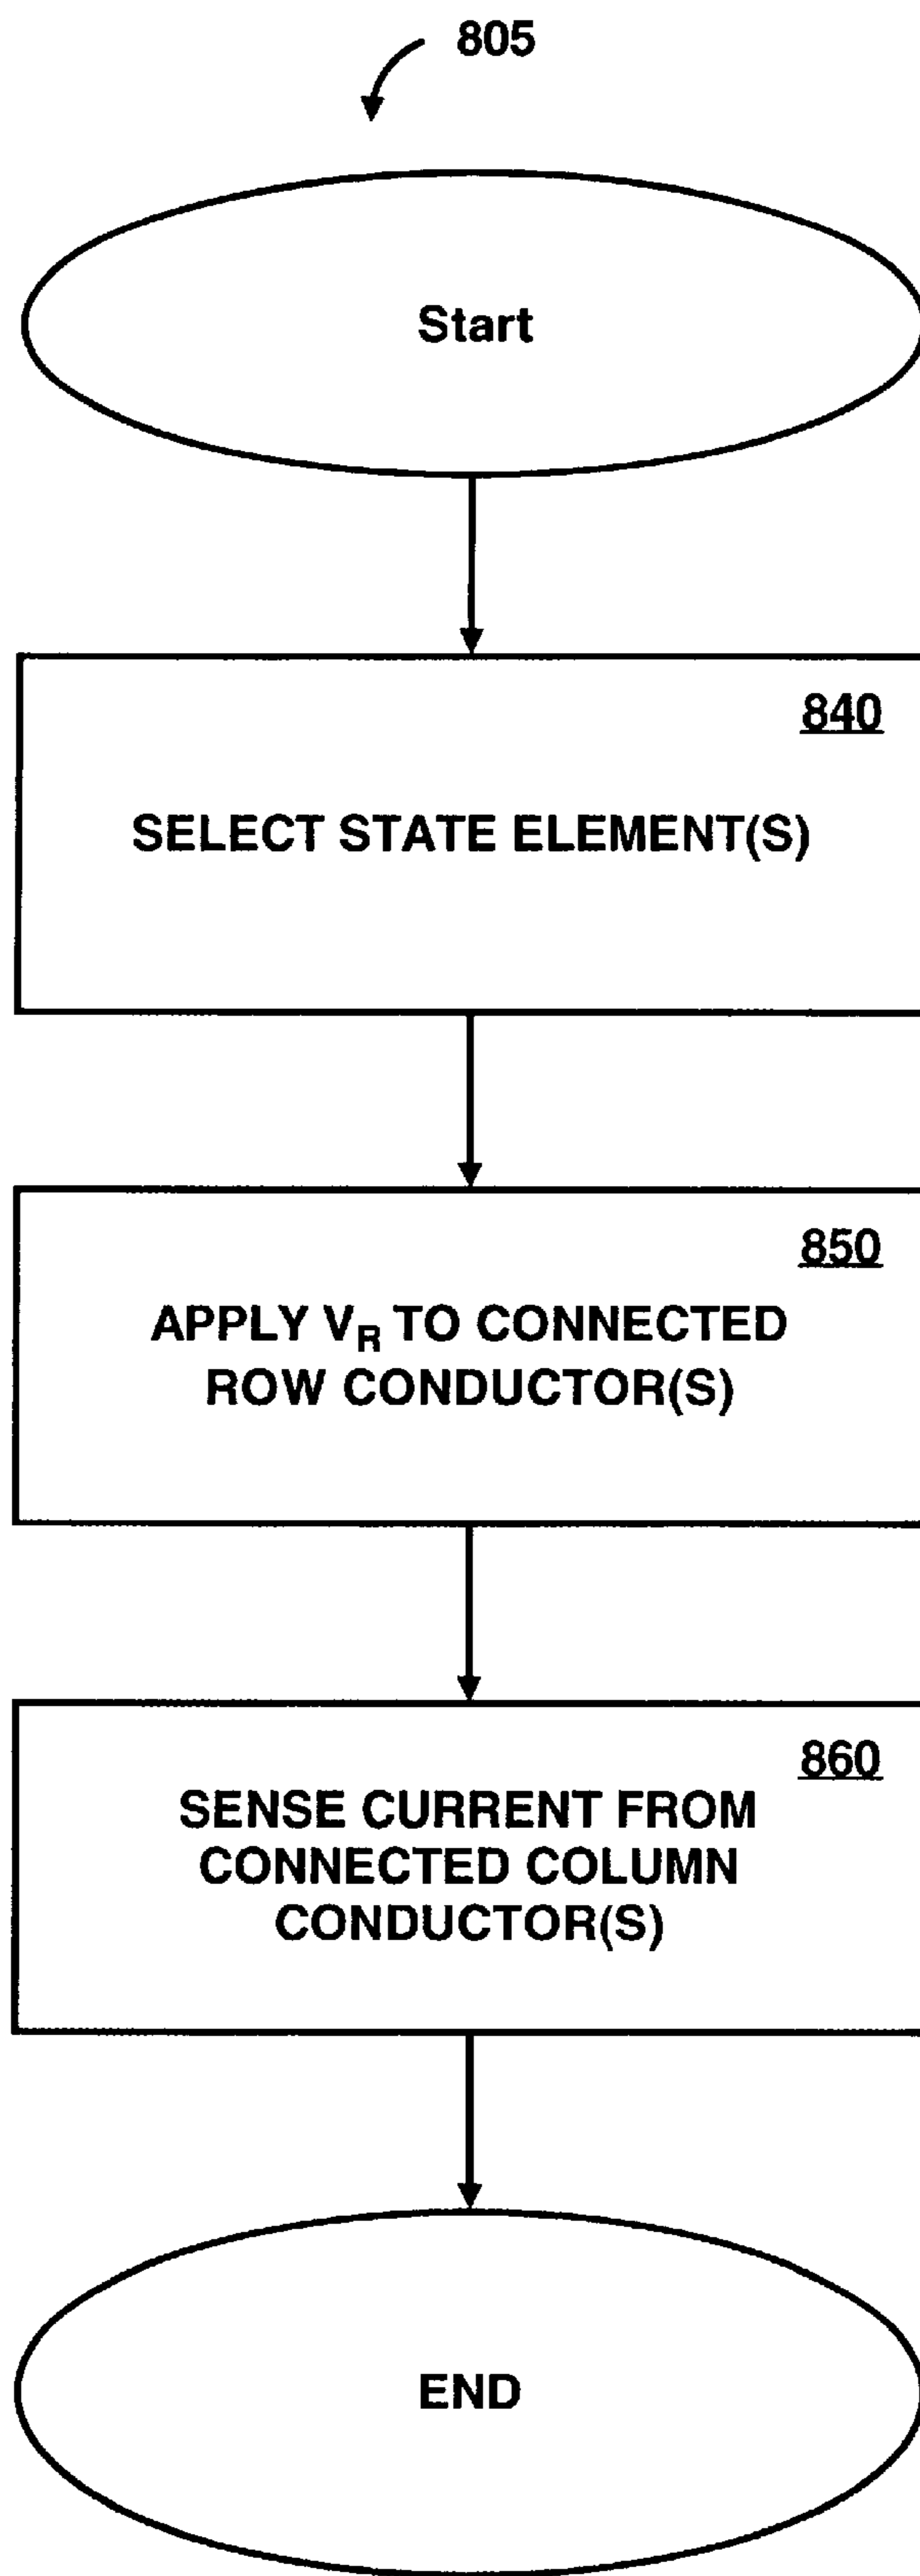 805
Start
840
SELECT STATE ELEMENT(S)
850
APPLY VR TO CONNECTED
ROW CONDUCTOR(S)
860
SENSE CURRENT FROM
CONNECTED COLUMN
CONDUCTOR(S)
END